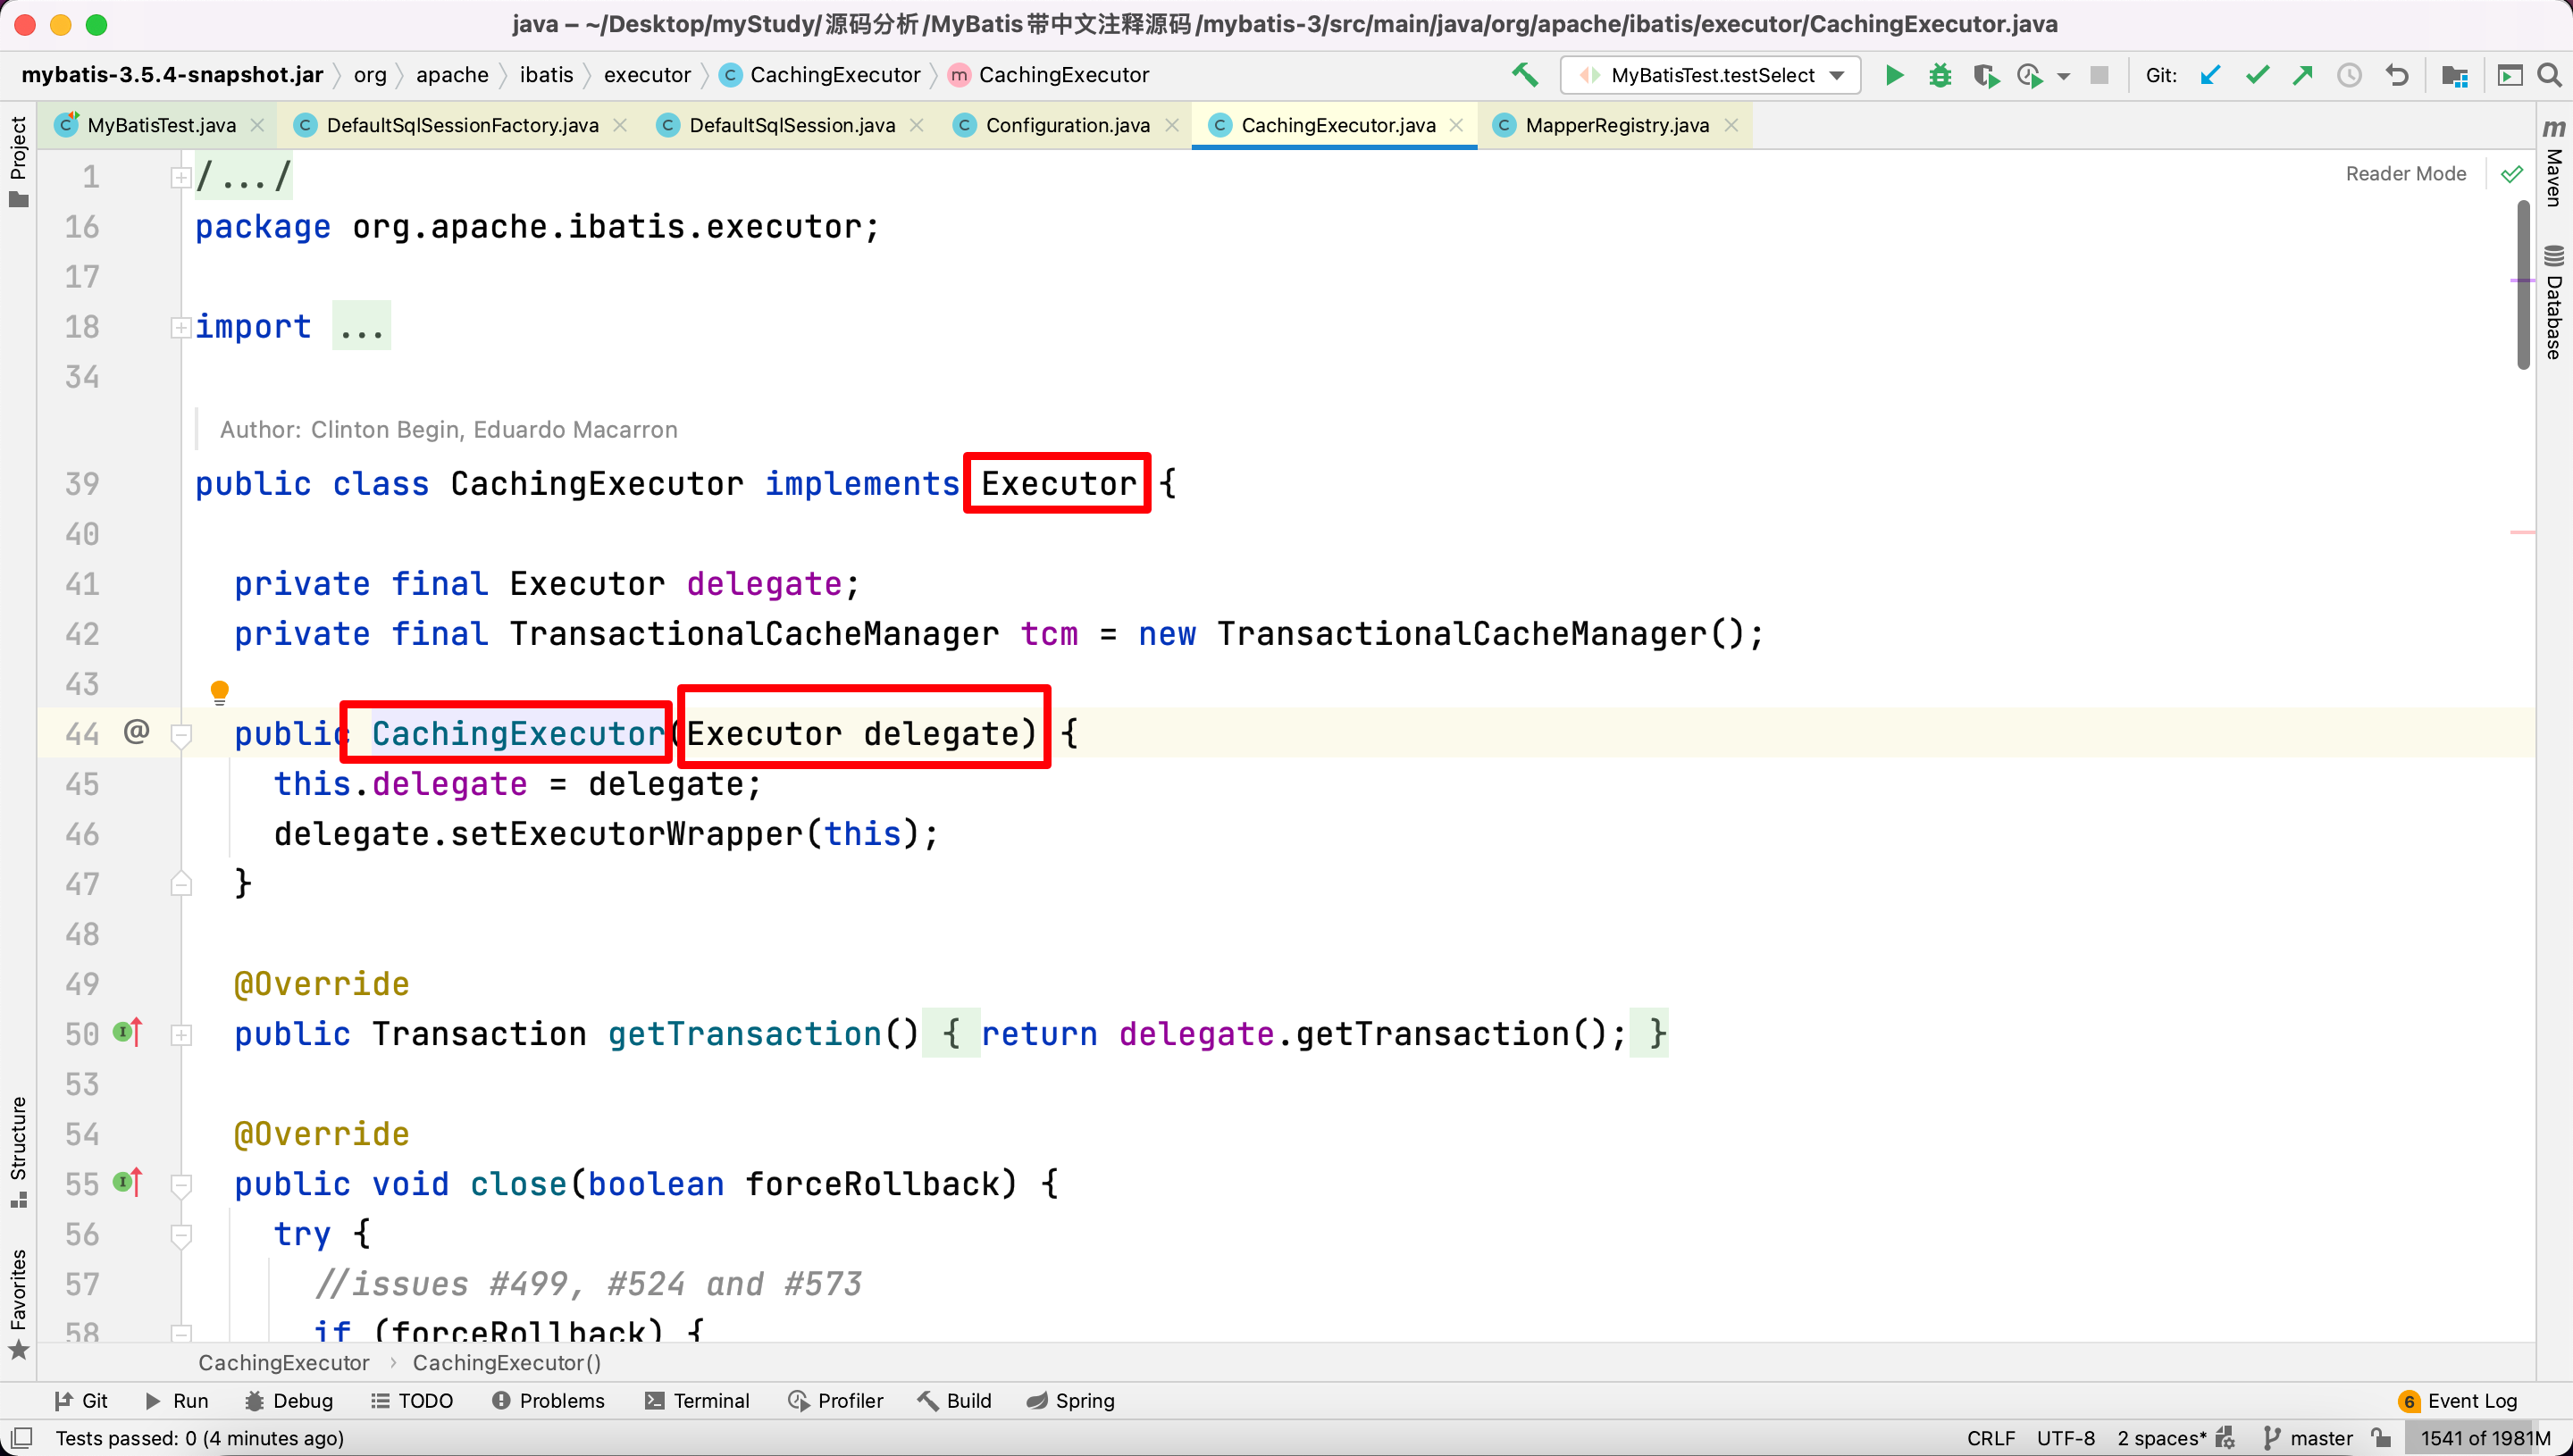 java – ~/Desktop/myStudy/源码分析/MyBatis带中文注释源码/mybatis-3/src/main/java/org/apache/ibatis/executor/CachingExecutor.java
mybatis-3.5.4-snapshot.jar org apache ibatis executor C CachingExecutor m CachingExecutor MyBatisTest.testSelect Git:
MyBatisTest.java DefaultSqlSessionFactory.java DefaultSqlSession.java Configuration.java CachingExecutor.java MapperRegistry.java
Project
Structure
Favorites
Reader Mode
1 /.../
16 package org.apache.ibatis.executor;
17
18 import ...
34
Author: Clinton Begin, Eduardo Macarron
39 public class CachingExecutor implements Executor {
40
41 private final Executor delegate;
42 private final TransactionalCacheManager tcm = new TransactionalCacheManager();
43
44 @ public CachingExecutor(Executor delegate) {
45 this.delegate = delegate;
46 delegate.setExecutorWrapper(this);
47 }
48
49 @Override
50 public Transaction getTransaction() { return delegate.getTransaction(); }
53
54 @Override
55 public void close(boolean forceRollback) {
56 try {
57 //issues #499, #524 and #573
58 if (forceRollback) {
m Maven
Database
CachingExecutor › CachingExecutor()
Git Run Debug TODO Problems Terminal Profiler Build Spring 6 Event Log
Tests passed: 0 (4 minutes ago) CRLF UTF-8 2 spaces* master 1541 of 1981M